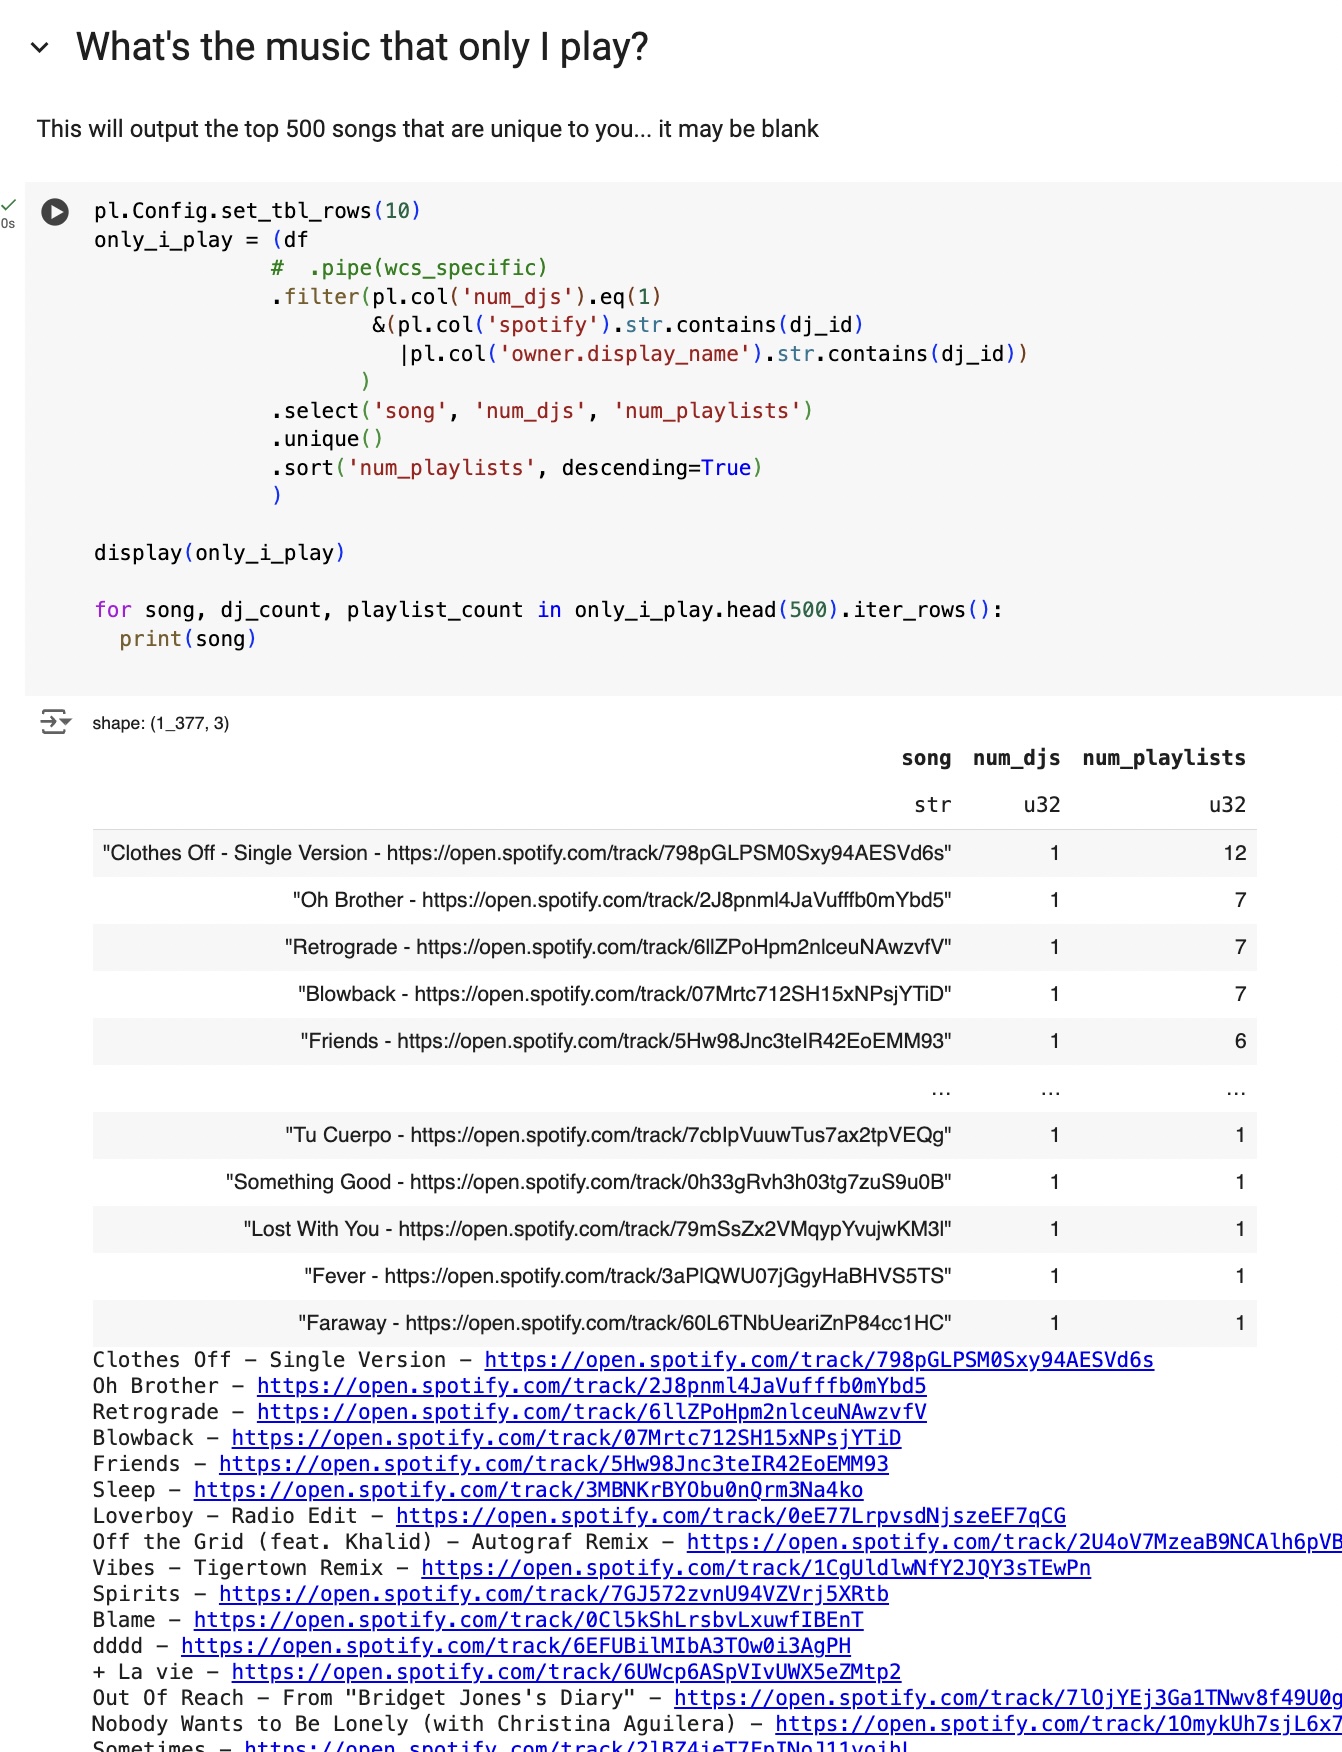 What's the music that only I play?
This will output the top 500 songs that are unique to you... it may be blank
0s
pl.Config.set_tbl_rows(10)
only_i_play = (df
#  .pipe(wcs_specific)
.filter(pl.col('num_djs').eq(1)
&(pl.col('spotify').str.contains(dj_id)
|pl.col('owner.display_name').str.contains(dj_id))
)
.select('song', 'num_djs', 'num_playlists')
.unique()
.sort('num_playlists', descending=True)
)
display(only_i_play)
for song, dj_count, playlist_count in only_i_play.head(500).iter_rows():
print(song)
shape: (1_377, 3)
song num_djs num_playlists
str u32 u32
"Clothes Off - Single Version - https://open.spotify.com/track/798pGLPSM0Sxy94AESVd6s" 1 12
"Oh Brother - https://open.spotify.com/track/2J8pnml4JaVufffb0mYbd5" 1 7
"Retrograde - https://open.spotify.com/track/6llZPoHpm2nlceuNAwzvfV" 1 7
"Blowback - https://open.spotify.com/track/07Mrtc712SH15xNPsjYTiD" 1 7
"Friends - https://open.spotify.com/track/5Hw98Jnc3teIR42EoEMM93" 1 6
… … …
"Tu Cuerpo - https://open.spotify.com/track/7cbIpVuuwTus7ax2tpVEQg" 1 1
"Something Good - https://open.spotify.com/track/0h33gRvh3h03tg7zuS9u0B" 1 1
"Lost With You - https://open.spotify.com/track/79mSsZx2VMqypYvujwKM3l" 1 1
"Fever - https://open.spotify.com/track/3aPlQWU07jGgyHaBHVS5TS" 1 1
"Faraway - https://open.spotify.com/track/60L6TNbUeariZnP84cc1HC" 1 1
Clothes Off - Single Version - https://open.spotify.com/track/798pGLPSM0Sxy94AESVd6s
Oh Brother - https://open.spotify.com/track/2J8pnml4JaVufffb0mYbd5
Retrograde - https://open.spotify.com/track/6llZPoHpm2nlceuNAwzvfV
Blowback - https://open.spotify.com/track/07Mrtc712SH15xNPsjYTiD
Friends - https://open.spotify.com/track/5Hw98Jnc3teIR42EoEMM93
Sleep - https://open.spotify.com/track/3MBNKrBYObu0nQrm3Na4ko
Loverboy - Radio Edit - https://open.spotify.com/track/0eE77LrpvsdNjszeEF7qCG
Off the Grid (feat. Khalid) - Autograf Remix - https://open.spotify.com/track/2U4oV7MzeaB9NCAlh6pVB
Vibes - Tigertown Remix - https://open.spotify.com/track/1CgUldlwNfY2JQY3sTEwPn
Spirits - https://open.spotify.com/track/7GJ572zvnU94VZVrj5XRtb
Blame - https://open.spotify.com/track/0Cl5kShLrsbvLxuwfIBEnT
dddd - https://open.spotify.com/track/6EFUBilMIbA3TOw0i3AgPH
+ La vie - https://open.spotify.com/track/6UWcp6ASpVIvUWX5eZMtp2
Out Of Reach - From "Bridget Jones's Diary" - https://open.spotify.com/track/7lOjYEj3Ga1TNwv8f49U0g
Nobody Wants to Be Lonely (with Christina Aguilera) - https://open.spotify.com/track/1OmykUh7sjL6x7
Sometimes -